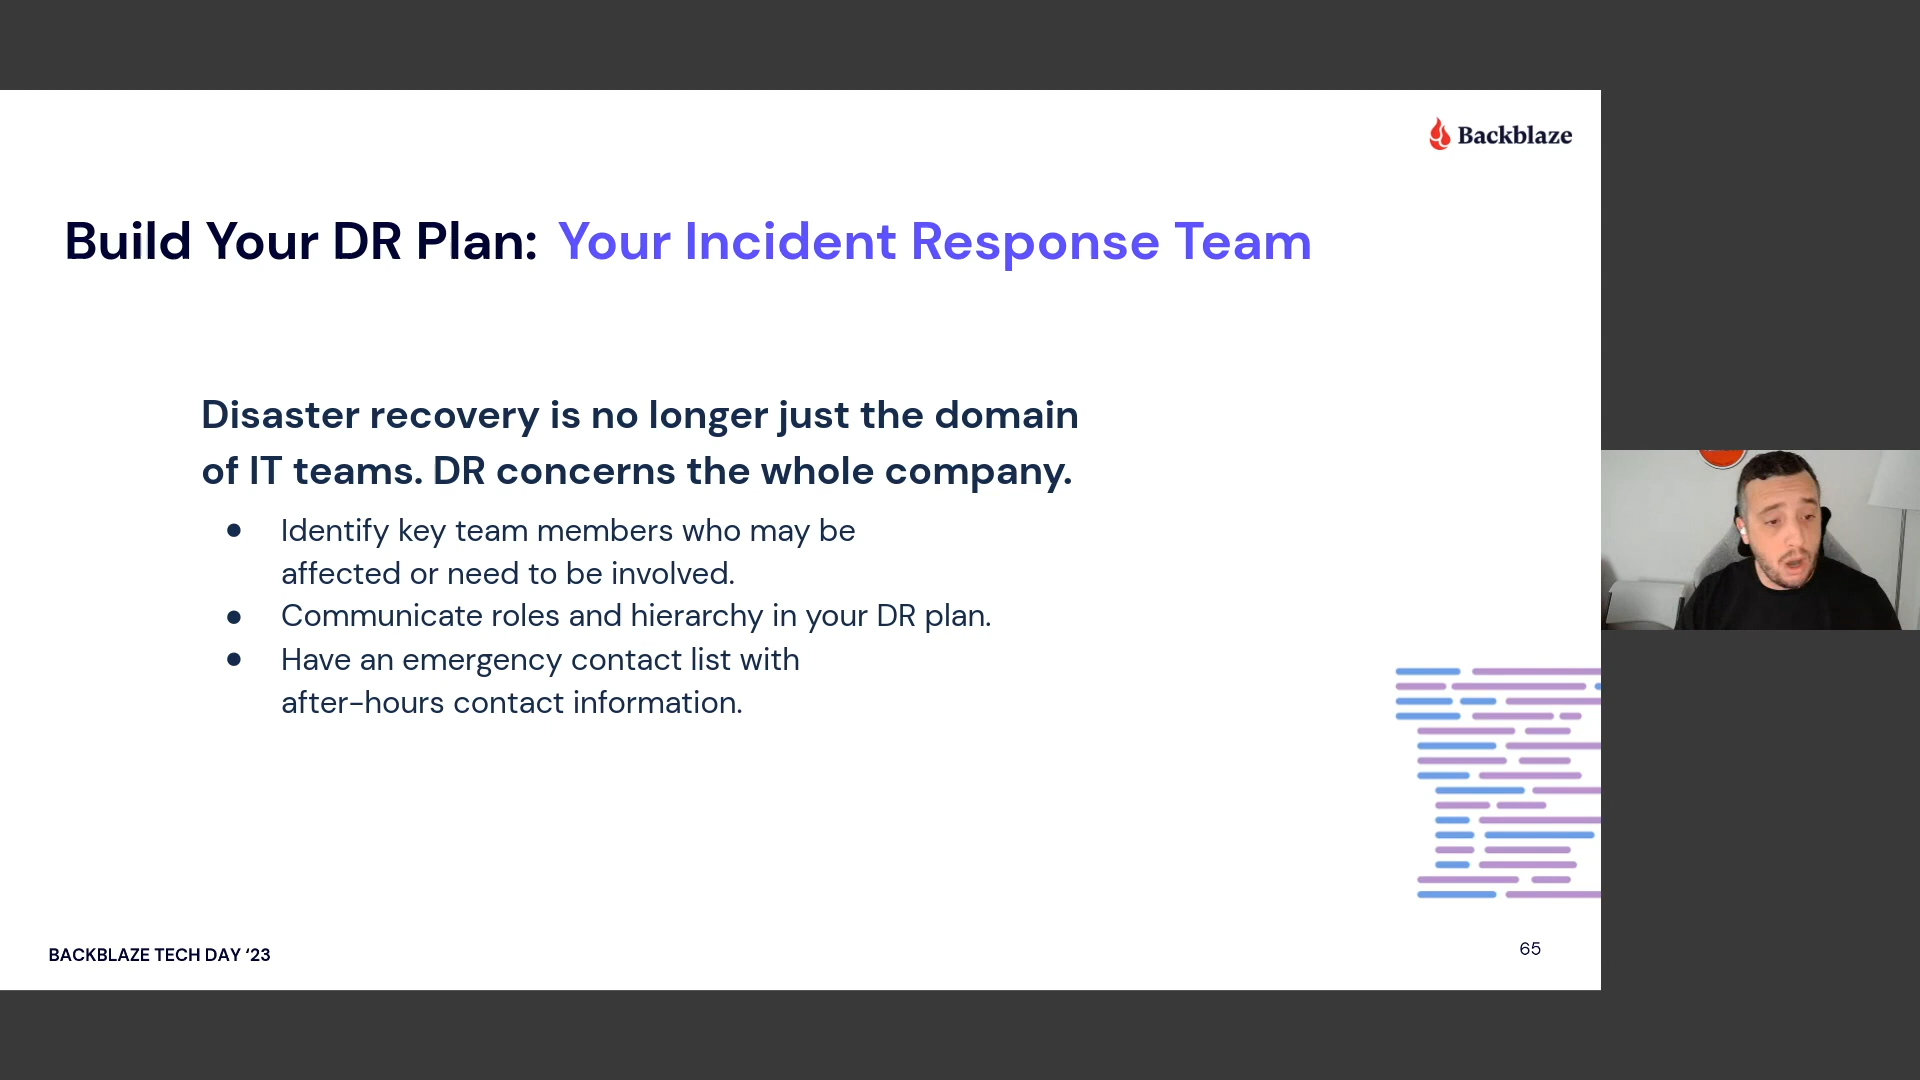 Backblaze
Build Your DR Plan: Your Incident Response Team
Disaster recovery is no longer just the domain
of IT teams. DR concerns the whole company.
● Identify key team members who may be
affected or need to be involved.
● Communicate roles and hierarchy in your DR plan.
● Have an emergency contact list with
after-hours contact information.
BACKBLAZE TECH DAY ‘23
65